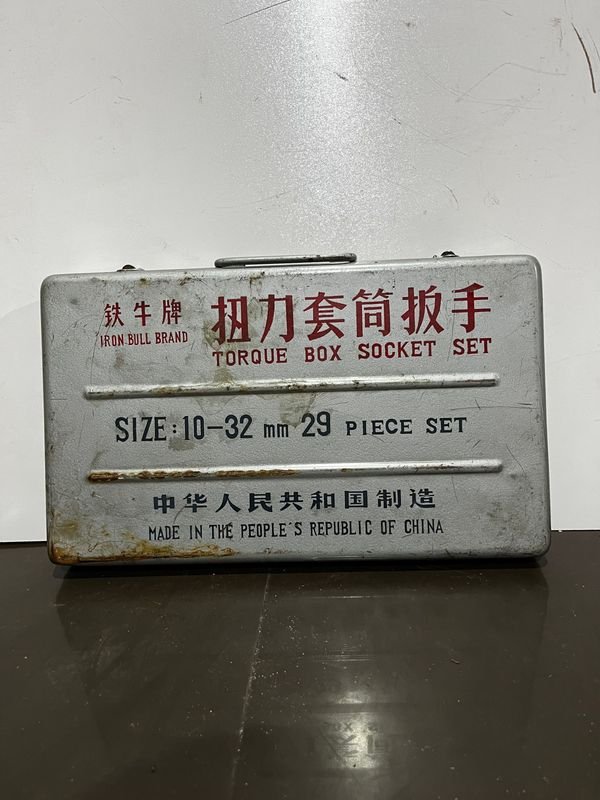 铁牛牌
IRON BULL BRAND
扭力套筒扳手
TORQUE BOX SOCKET SET
SIZE:10-32 mm 29 PIECE SET
中华人民共和国制造
MADE IN THE PEOPLE'S REPUBLIC OF CHINA